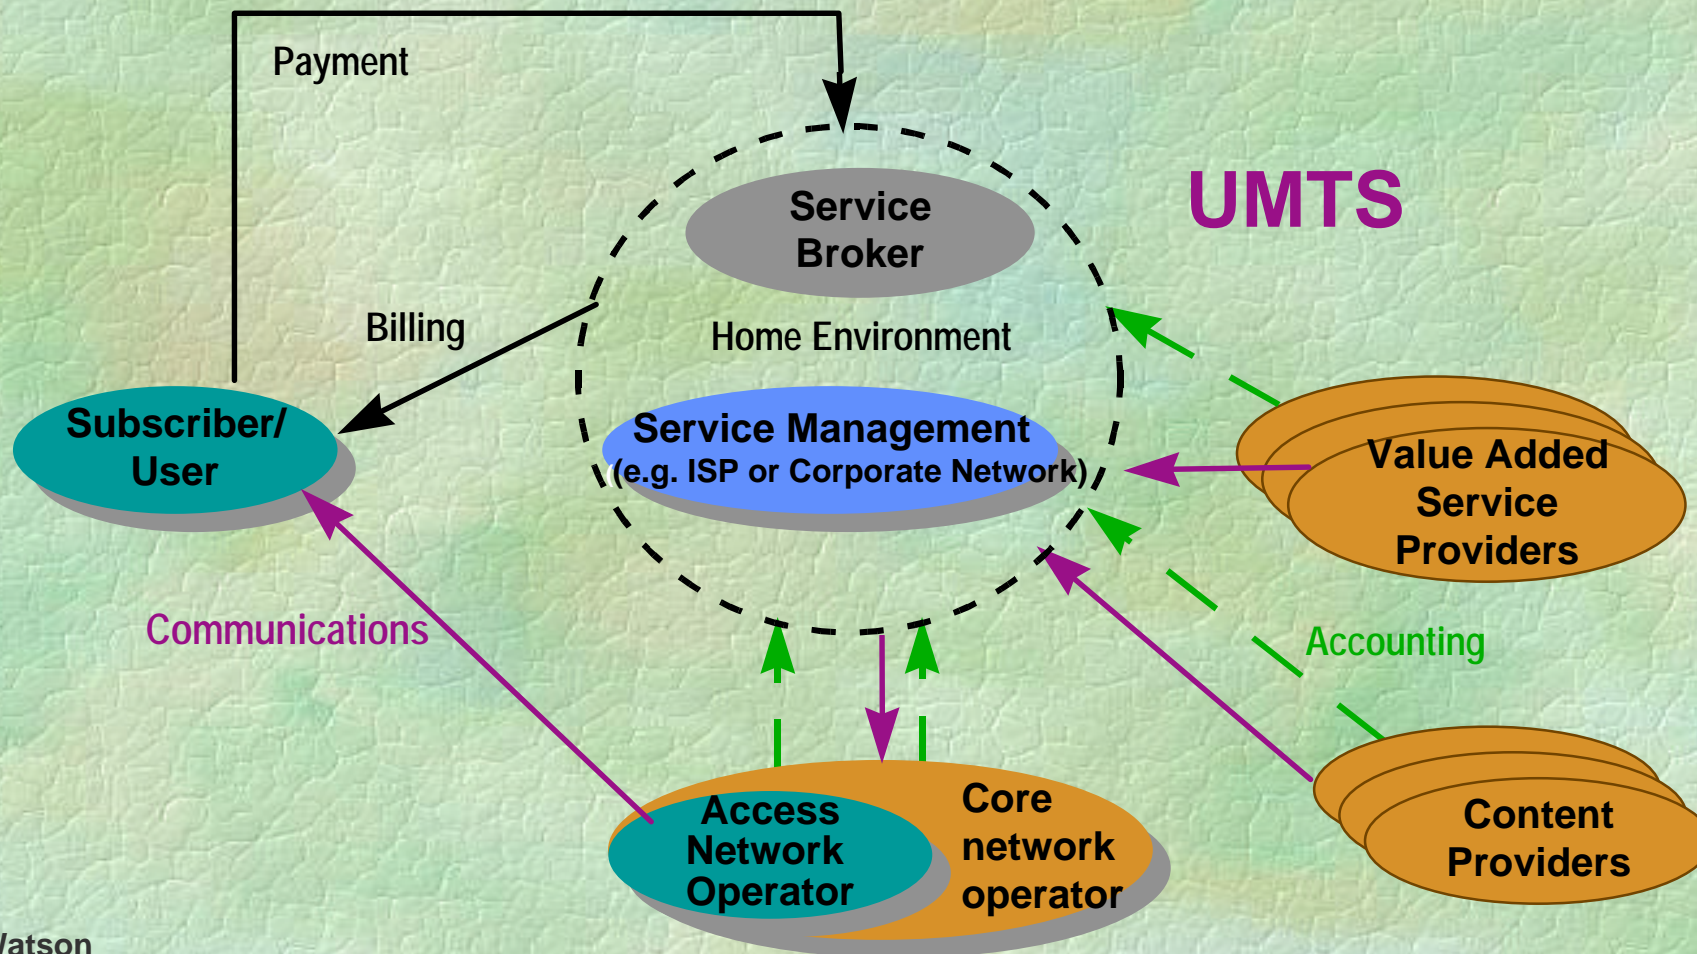 Payment
UMTS
Service
Broker
Billing
Home Environment
Subscriber/
User
Service Management
(e.g. ISP or Corporate Network)
Value Added
Service
Providers
Communications
Accounting
Access
Network
Operator
Core
network
operator
Content
Providers